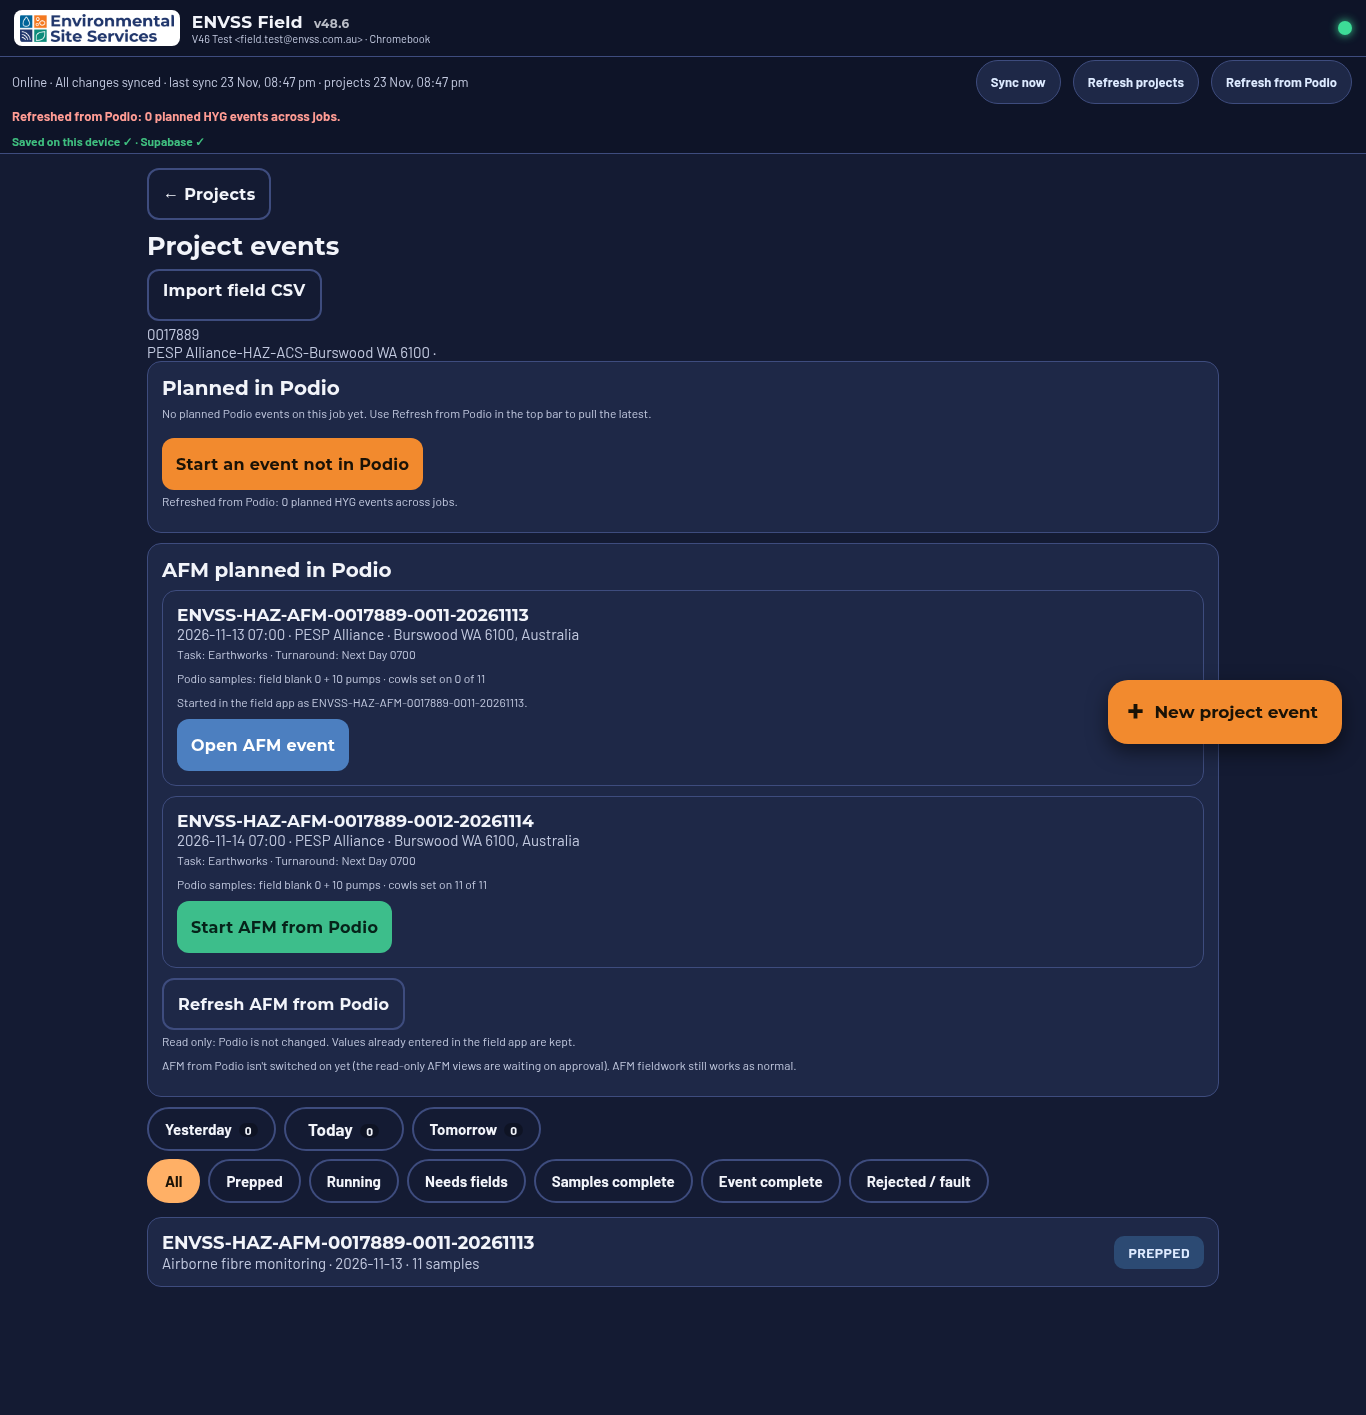 Environmental
Site Services
ENVSS Field v48.6
V46 Test <field.test@envss.com.au> · Chromebook
Online · All changes synced · last sync 23 Nov, 08:47 pm · projects 23 Nov, 08:47 pm
Sync now
Refresh projects
Refresh from Podio
Refreshed from Podio: 0 planned HYG events across jobs.
Saved on this device ✓ · Supabase ✓
← Projects
Project events
Import field CSV
0017889
PESP Alliance-HAZ-ACS-Burswood WA 6100 ·
Planned in Podio
No planned Podio events on this job yet. Use Refresh from Podio in the top bar to pull the latest.
Start an event not in Podio
Refreshed from Podio: 0 planned HYG events across jobs.
AFM planned in Podio
ENVSS-HAZ-AFM-0017889-0011-20261113
2026-11-13 07:00 · PESP Alliance · Burswood WA 6100, Australia
Task: Earthworks · Turnaround: Next Day 0700
Podio samples: field blank 0 + 10 pumps · cowls set on 0 of 11
Started in the field app as ENVSS-HAZ-AFM-0017889-0011-20261113.
Open AFM event
+ New project event
ENVSS-HAZ-AFM-0017889-0012-20261114
2026-11-14 07:00 · PESP Alliance · Burswood WA 6100, Australia
Task: Earthworks · Turnaround: Next Day 0700
Podio samples: field blank 0 + 10 pumps · cowls set on 11 of 11
Start AFM from Podio
Refresh AFM from Podio
Read only: Podio is not changed. Values already entered in the field app are kept.
AFM from Podio isn't switched on yet (the read-only AFM views are waiting on approval). AFM fieldwork still works as normal.
Yesterday 0
Today 0
Tomorrow 0
All
Prepped
Running
Needs fields
Samples complete
Event complete
Rejected / fault
ENVSS-HAZ-AFM-0017889-0011-20261113
Airborne fibre monitoring · 2026-11-13 · 11 samples
PREPPED